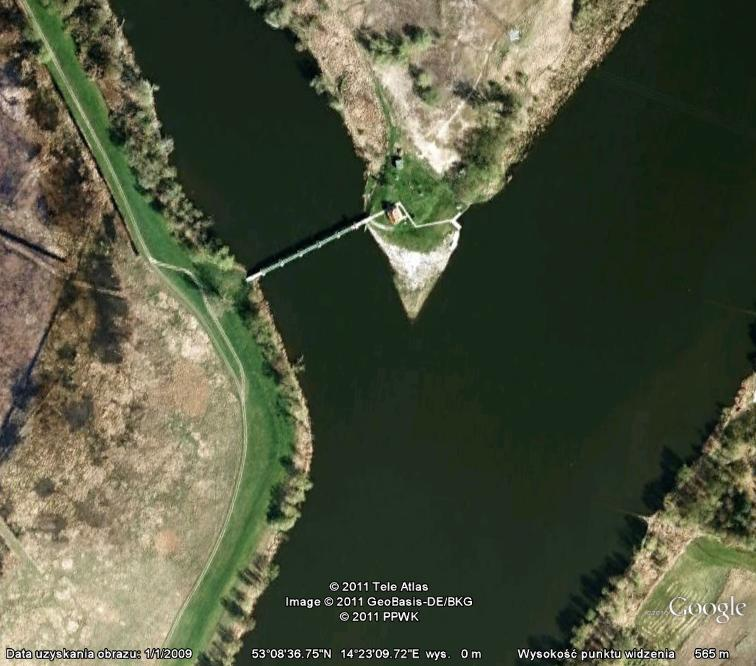 © 2011 Tele Atlas
Image © 2011 GeoBasis-DE/BKG
© 2011 PPWK
©2010 Google
Data uzyskania obrazu: 1/1/2009 53°08'36.75"N 14°23'09.72"E wys. 0 m Wysokość punktu widzenia 565 m